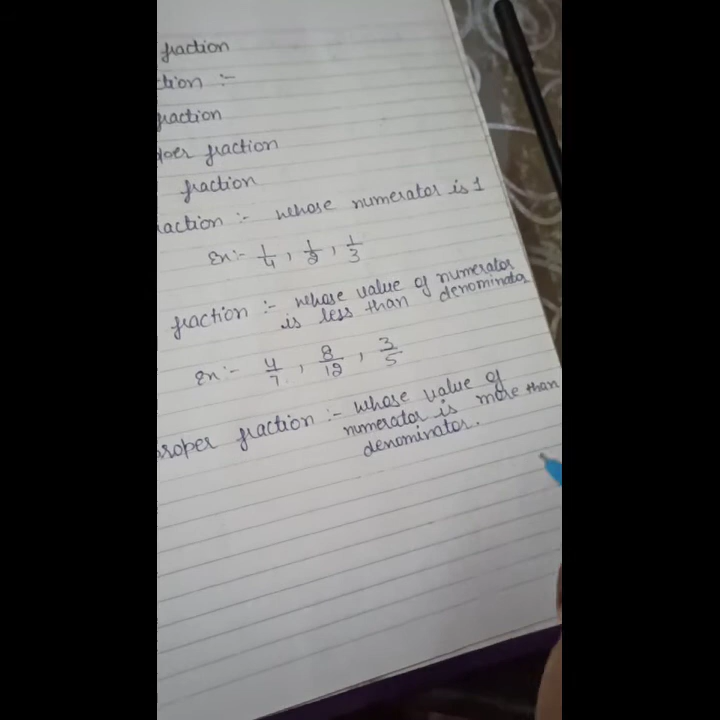 fraction
ction :-
fraction
oper fraction
fraction
raction :- whose numerator is 1
Ex:- 1/4 , 1/2 , 1/3
fraction :- whose value of numerator
is less than denominator
Ex:- 4/7 , 8/12 , 3/5
proper fraction :- whose value of
numerator is more than
denominator.